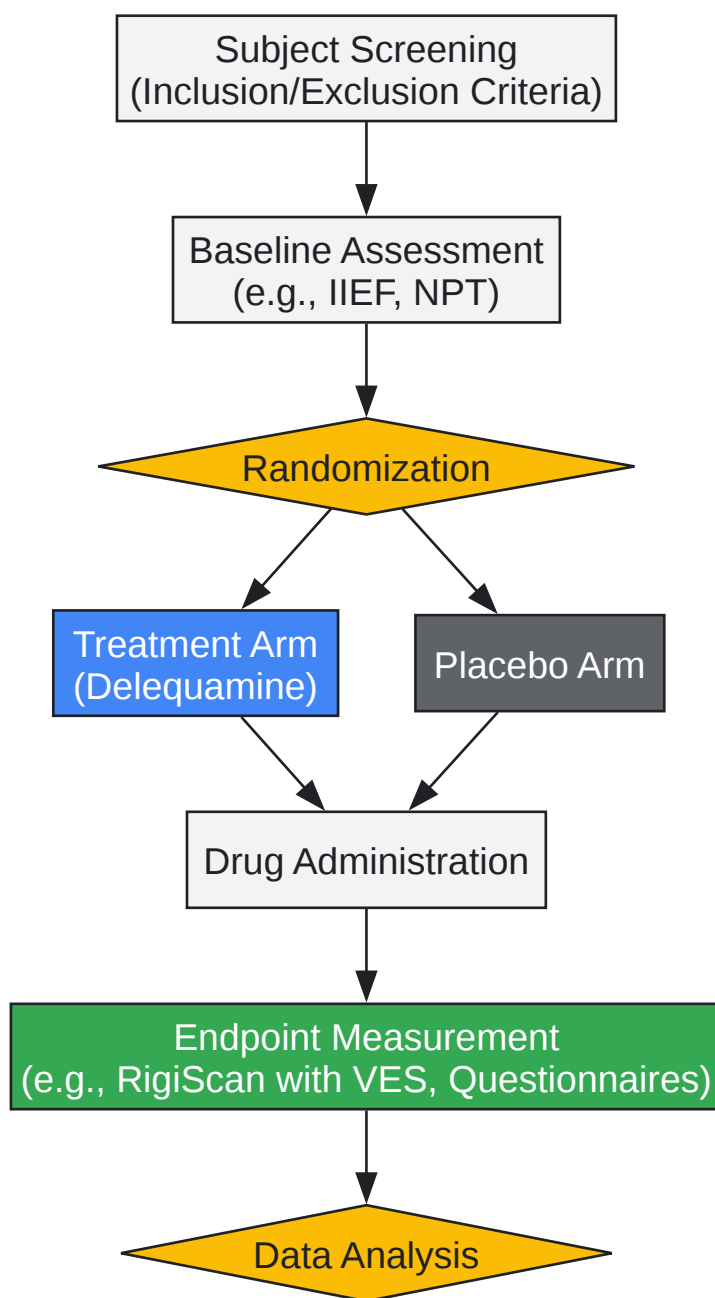 Subject Screening
(Inclusion/Exclusion Criteria)
Baseline Assessment
(e.g., IIEF, NPT)
Randomization
Treatment Arm
(Delequamine)
Placebo Arm
Drug Administration
Endpoint Measurement
(e.g., RigiScan with VES, Questionnaires)
Data Analysis